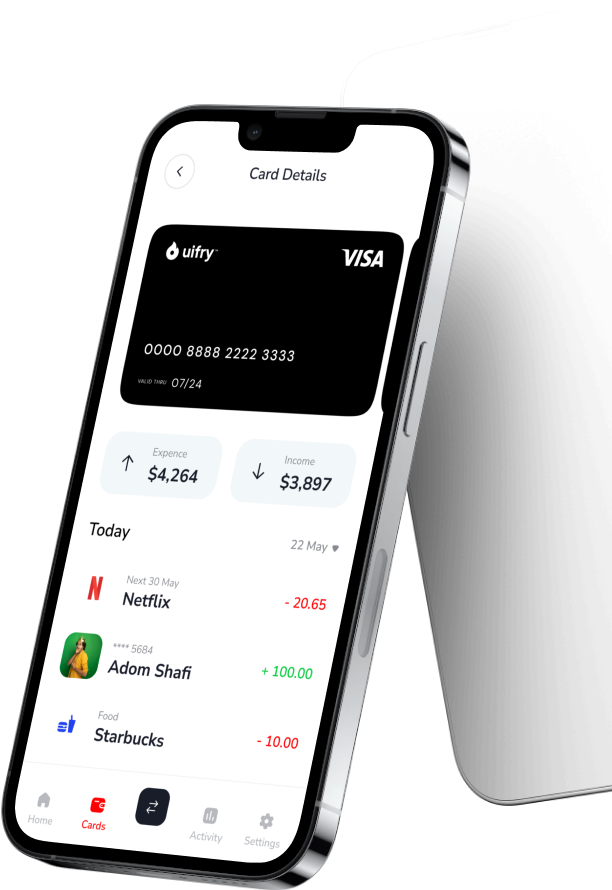 Card Details
uifry™
VISA
0000 8888 2222 3333
VALID THRU 07/24
Expence
$4,264
Income
$3,897
Today
22 May
Next 30 May
Netflix
- 20.65
**** 5684
Adom Shafi
+ 100.00
Food
Starbucks
- 10.00
Home
Cards
Activity
Settings